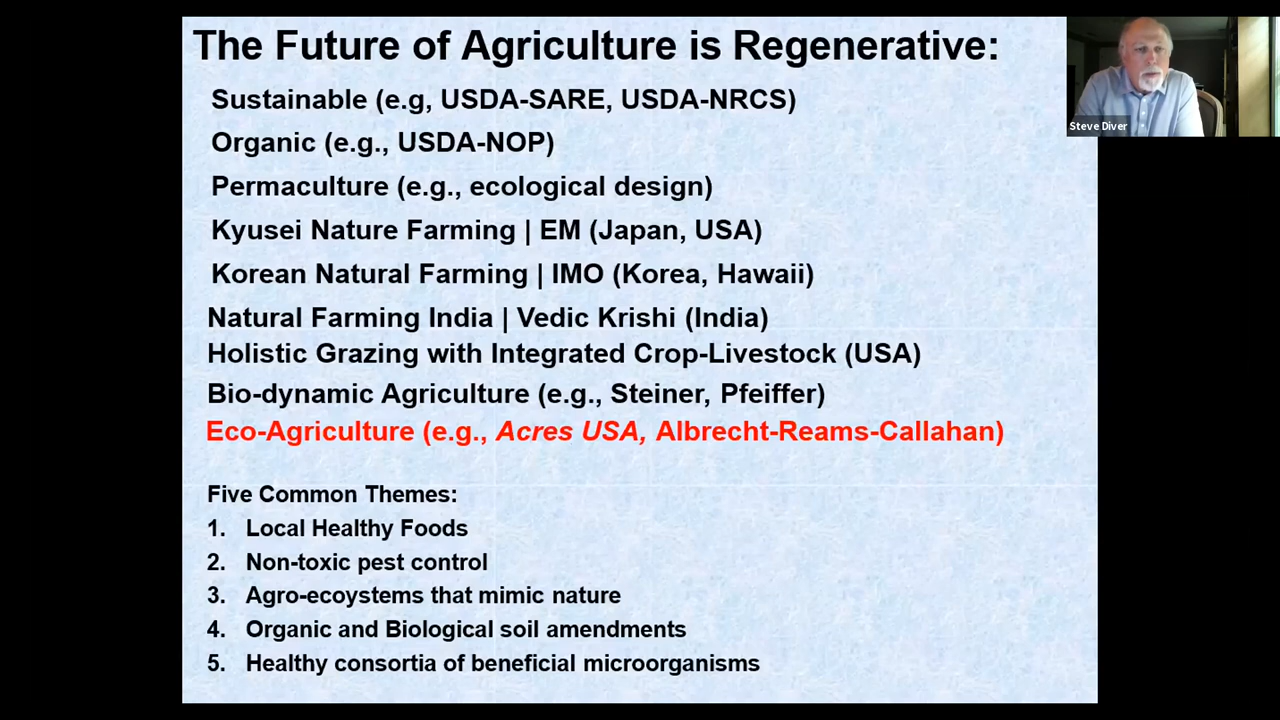 The Future of Agriculture is Regenerative:
Sustainable (e.g, USDA-SARE, USDA-NRCS)
Organic (e.g., USDA-NOP)
Permaculture (e.g., ecological design)
Kyusei Nature Farming | EM (Japan, USA)
Korean Natural Farming | IMO (Korea, Hawaii)
Natural Farming India | Vedic Krishi (India)
Holistic Grazing with Integrated Crop-Livestock (USA)
Bio-dynamic Agriculture (e.g., Steiner, Pfeiffer)
Eco-Agriculture (e.g., Acres USA, Albrecht-Reams-Callahan)
Five Common Themes:
1. Local Healthy Foods
2. Non-toxic pest control
3. Agro-ecoystems that mimic nature
4. Organic and Biological soil amendments
5. Healthy consortia of beneficial microorganisms
Steve Diver